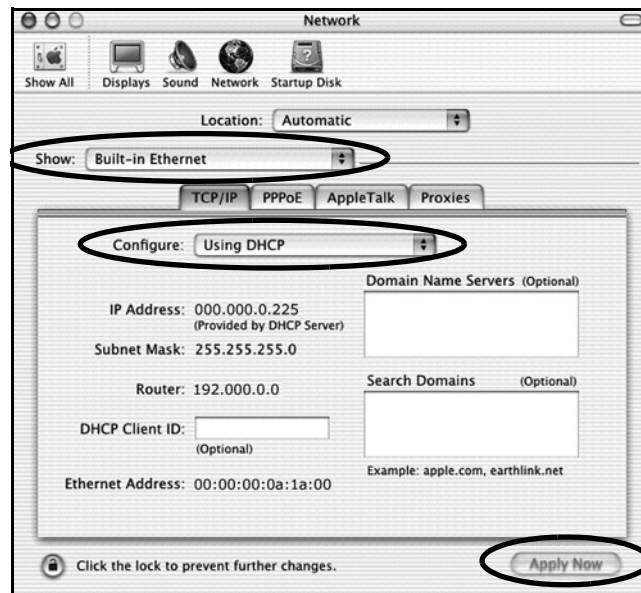 Network
Show All Displays Sound Network Startup Disk
Location: Automatic
Show: Built-in Ethernet
TCP/IP PPPoE AppleTalk Proxies
Configure: Using DHCP
Domain Name Servers (Optional)
IP Address: 000.000.0.225
(Provided by DHCP Server)
Subnet Mask: 255.255.255.0
Router: 192.000.0.0
Search Domains (Optional)
DHCP Client ID:
(Optional)
Example: apple.com, earthlink.net
Ethernet Address: 00:00:00:0a:1a:00
Click the lock to prevent further changes.
Apply Now